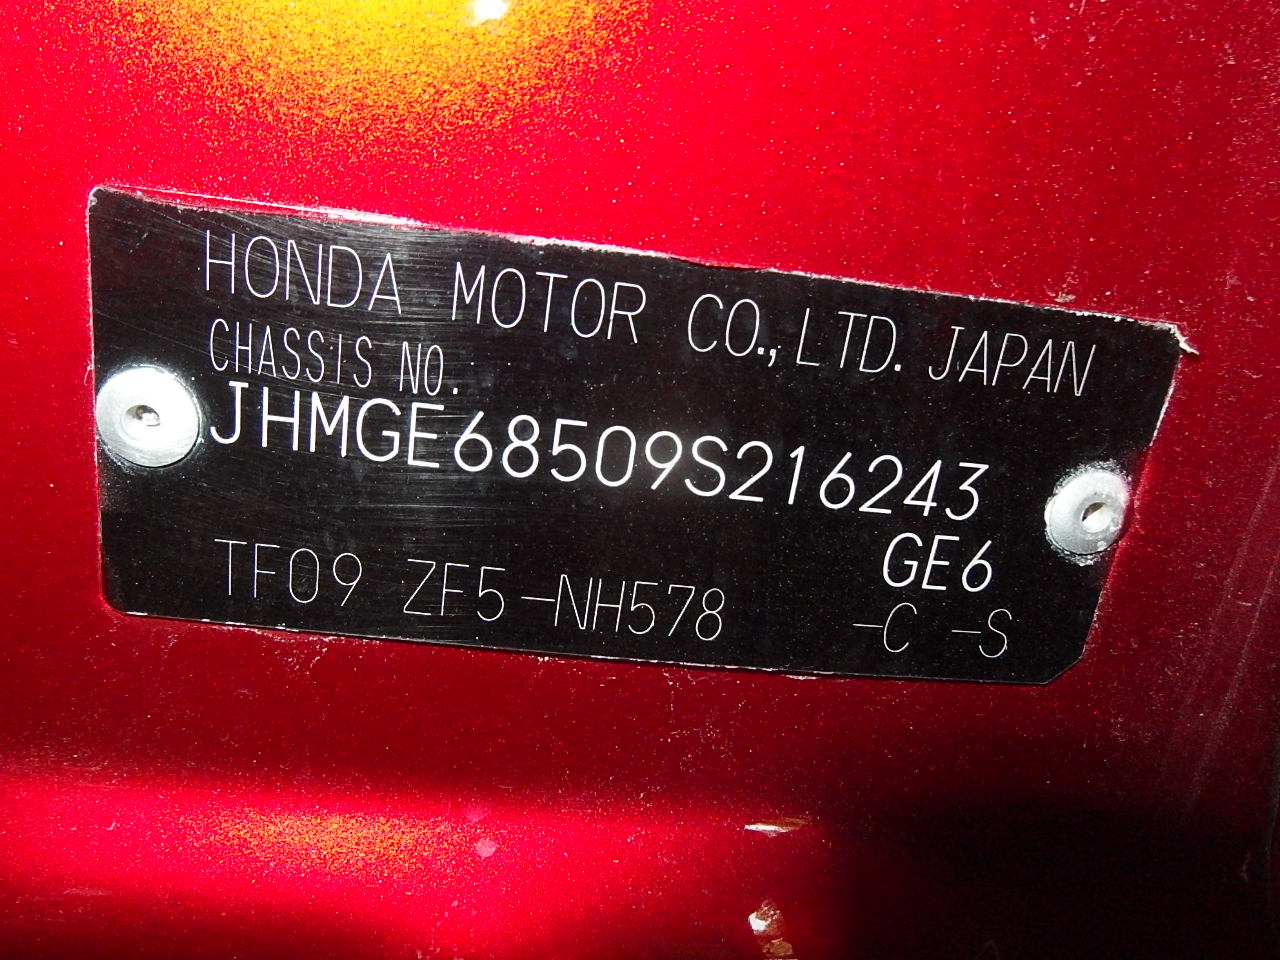 HONDA MOTOR CO., LTD. JAPAN
CHASSIS NO.
JHMGE68509S216243
GE6
TF09 ZF5-NH578 -C -S